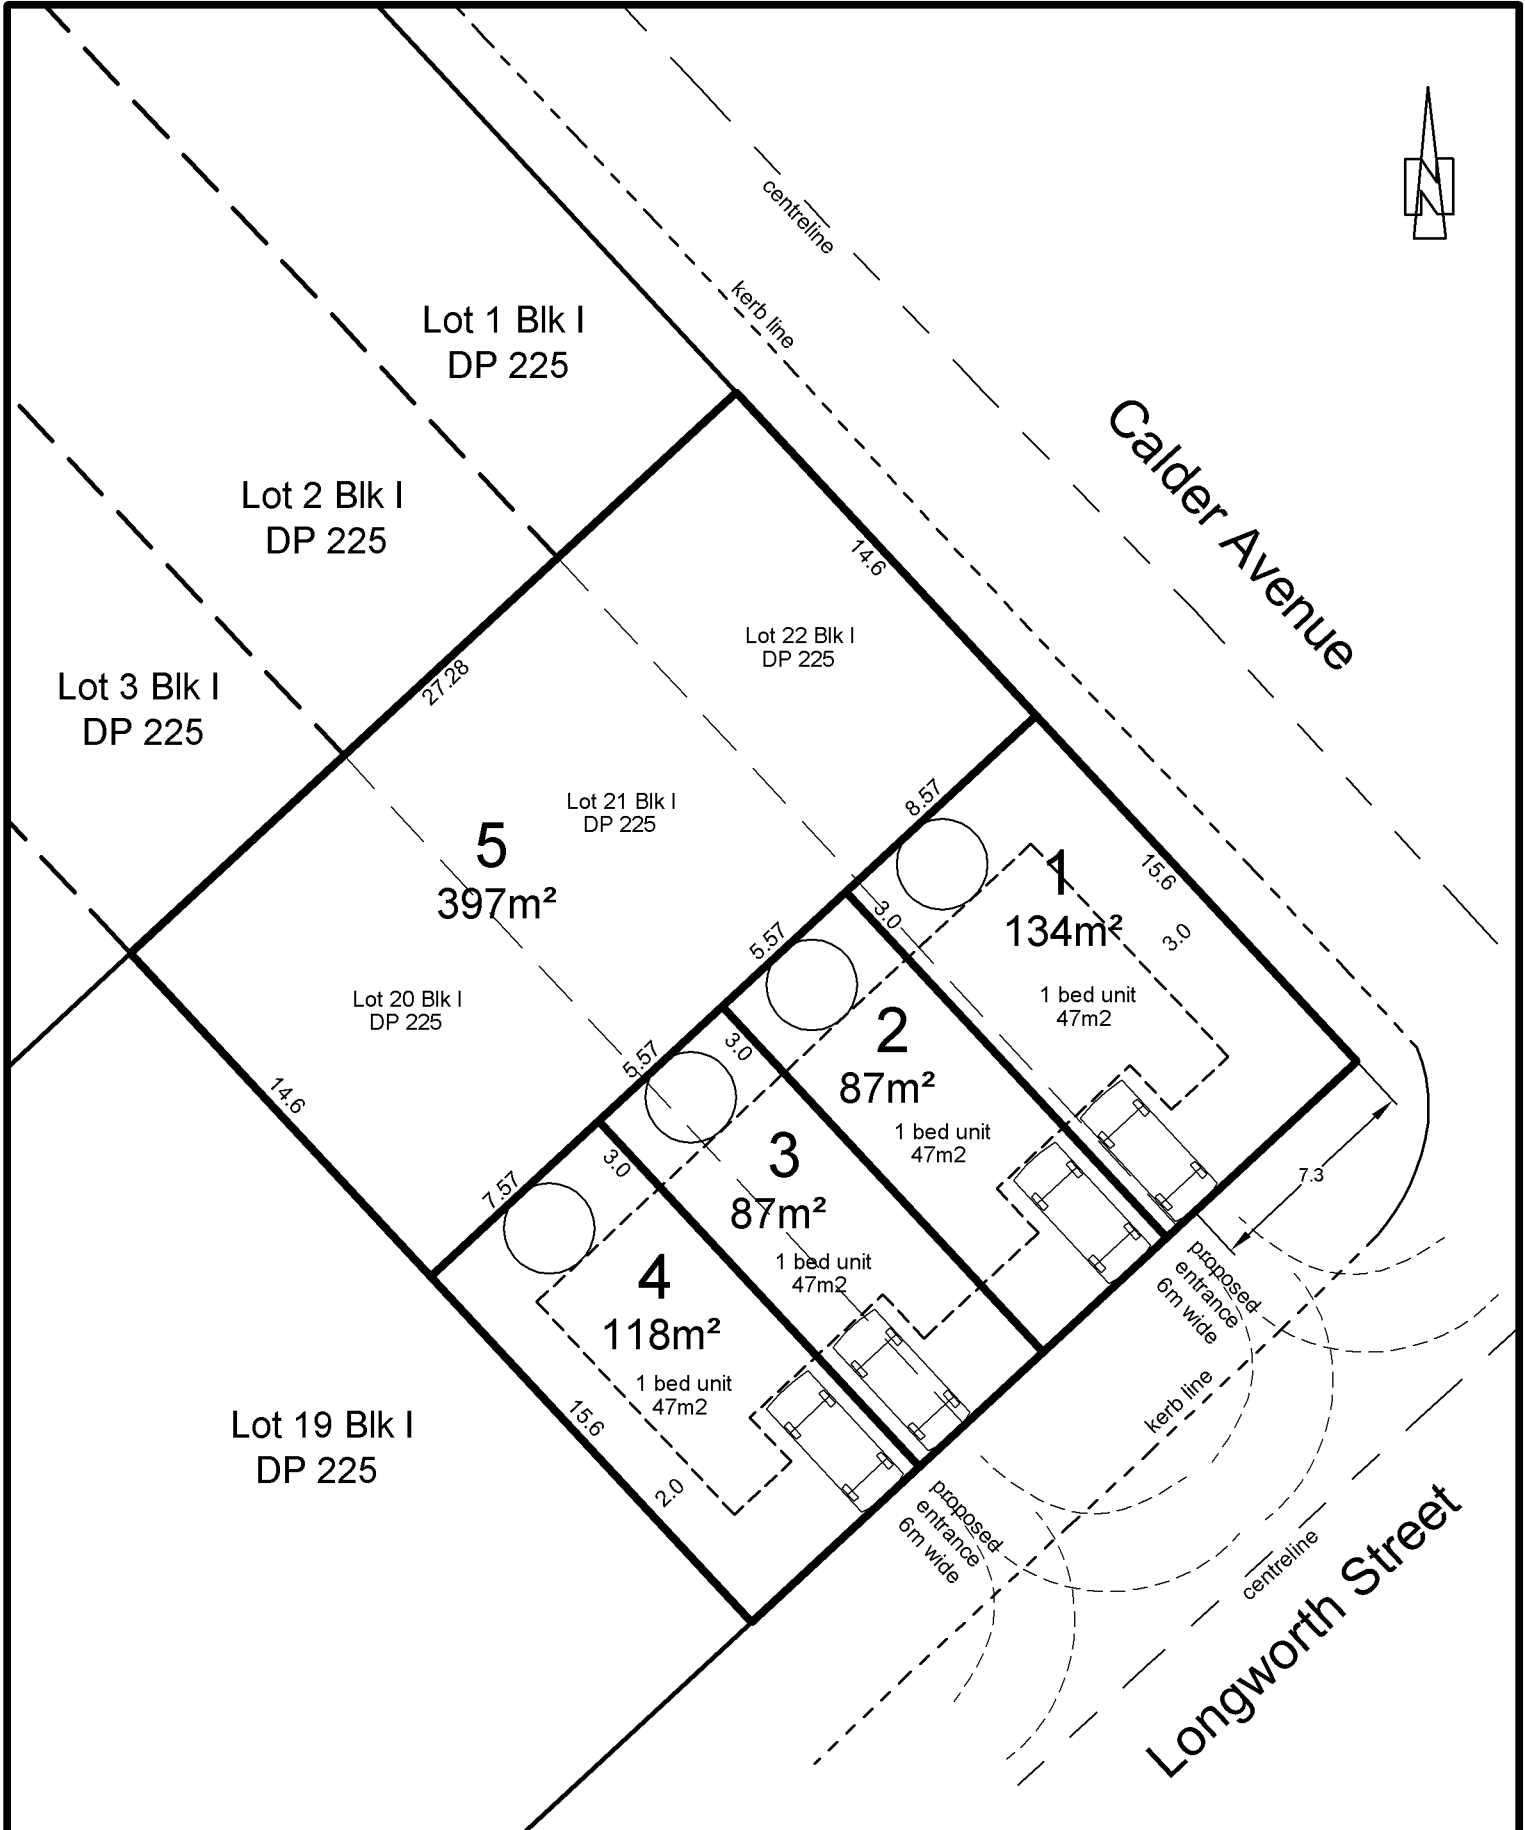 N
centreline
kerb line
Lot 1 Blk I
DP 225
Calder Avenue
Lot 2 Blk I
DP 225
14.6
Lot 22 Blk I
DP 225
27.28
Lot 3 Blk I
DP 225
8.57
Lot 21 Blk I
DP 225
5
397m²
1
134m²
15.6
3.0
3.0
5.57
1 bed unit
47m2
Lot 20 Blk I
DP 225
2
87m²
3.0
5.57
14.6
1 bed unit
47m2
3
87m²
3.0
7.57
7.3
1 bed unit
47m2
4
118m²
proposed
entrance
6m wide
1 bed unit
47m2
kerb line
15.6
Lot 19 Blk I
DP 225
2.0
proposed
entrance
6m wide
centreline
Longworth Street